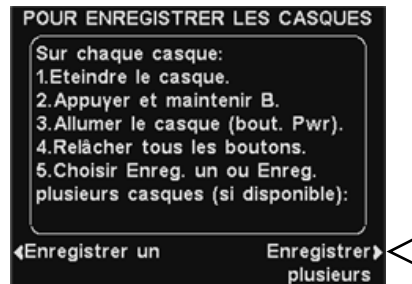 POUR ENREGISTRER LES CASQUES
Sur chaque casque:
1.Eteindre le casque.
2.Appuyer et maintenir B.
3.Allumer le casque (bout. Pwr).
4.Relâcher tous les boutons.
5.Choisir Enreg. un ou Enreg.
plusieurs casques (si disponible):
Enregistrer un
Enregistrer
plusieurs